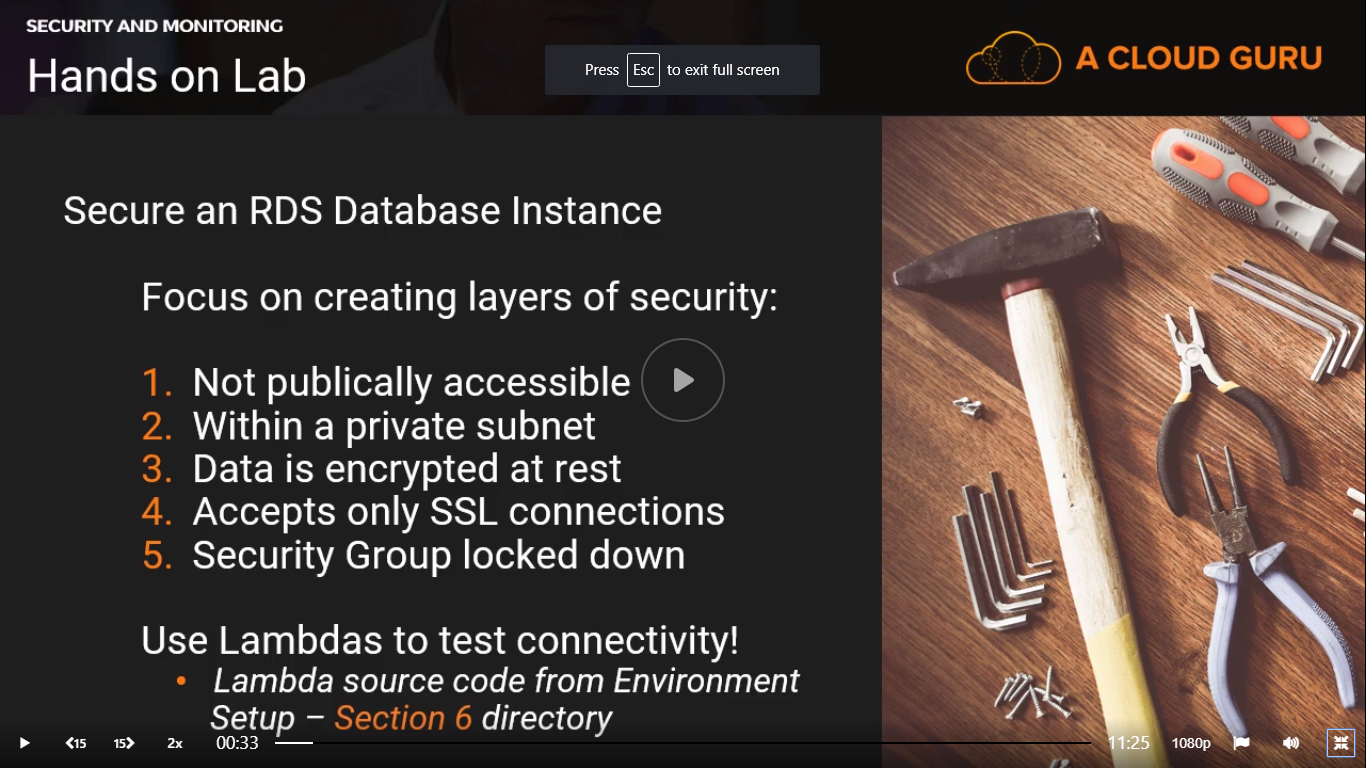 SECURITY AND MONITORING
Hands on Lab
Press Esc to exit full screen
A CLOUD GURU
Secure an RDS Database Instance
Focus on creating layers of security:
1. Not publically accessible
2. Within a private subnet
3. Data is encrypted at rest
4. Accepts only SSL connections
5. Security Group locked down
Use Lambdas to test connectivity!
• Lambda source code from Environment
Setup – Section 6 directory
15 15 2x 00:33 11:25 1080p